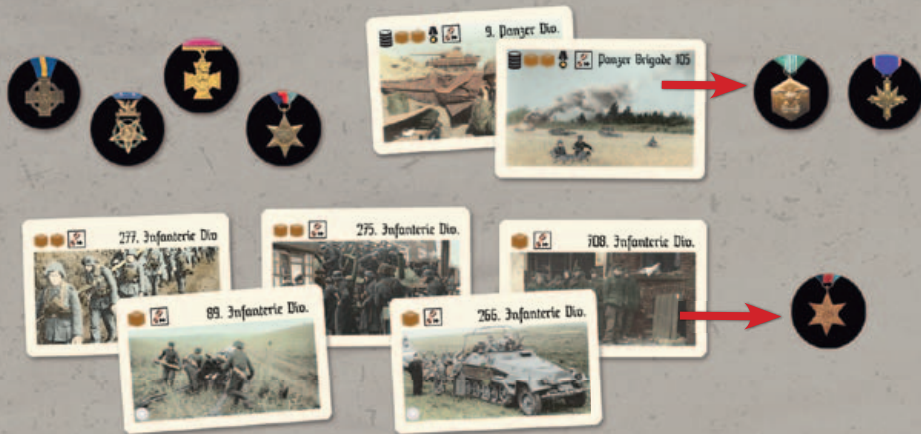 9. Panzer Div.
Panzer Brigade 105
277. Infanterie Div
275. Infanterie Div.
708. Infanterie Div.
89. Infanterie Div.
266. Infanterie Div.